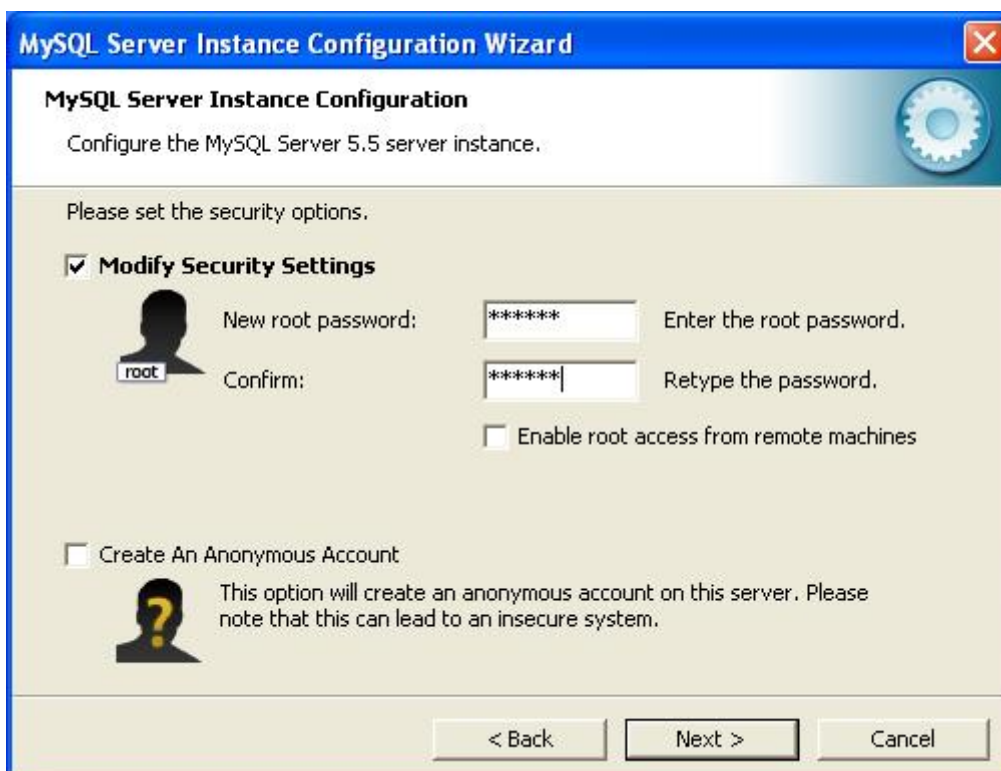 MySQL Server Instance Configuration Wizard
MySQL Server Instance Configuration
Configure the MySQL Server 5.5 server instance.
Please set the security options.
Modify Security Settings
root
New root password: ****** Enter the root password.
Confirm: ****** Retype the password.
Enable root access from remote machines
Create An Anonymous Account
?
This option will create an anonymous account on this server. Please
note that this can lead to an insecure system.
< Back Next > Cancel